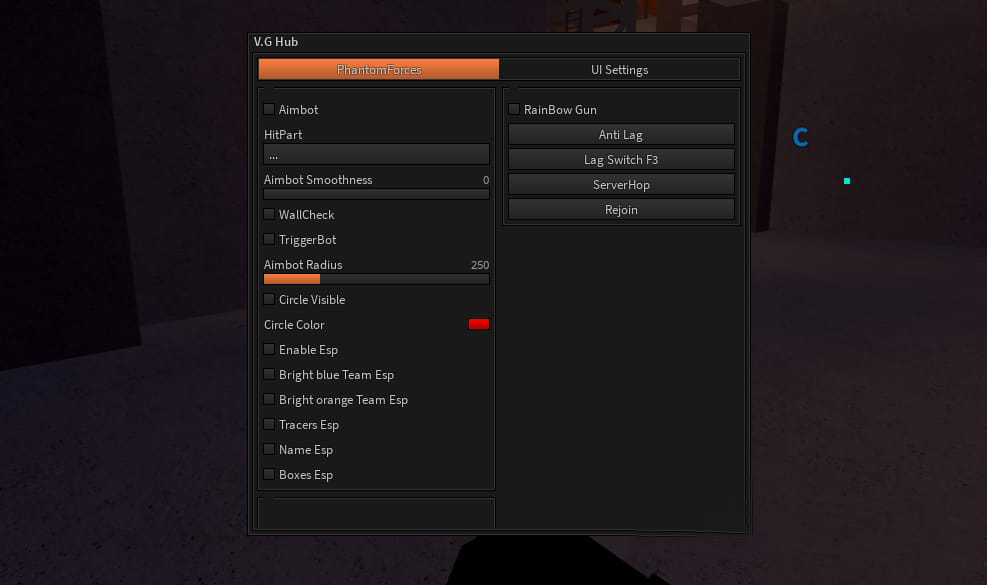 V.G Hub
PhantomForces
UI Settings
Aimbot
HitPart
...
Aimbot Smoothness 0
WallCheck
TriggerBot
Aimbot Radius 250
Circle Visible
Circle Color
Enable Esp
Bright blue Team Esp
Bright orange Team Esp
Tracers Esp
Name Esp
Boxes Esp
RainBow Gun
Anti Lag
Lag Switch F3
ServerHop
Rejoin
C